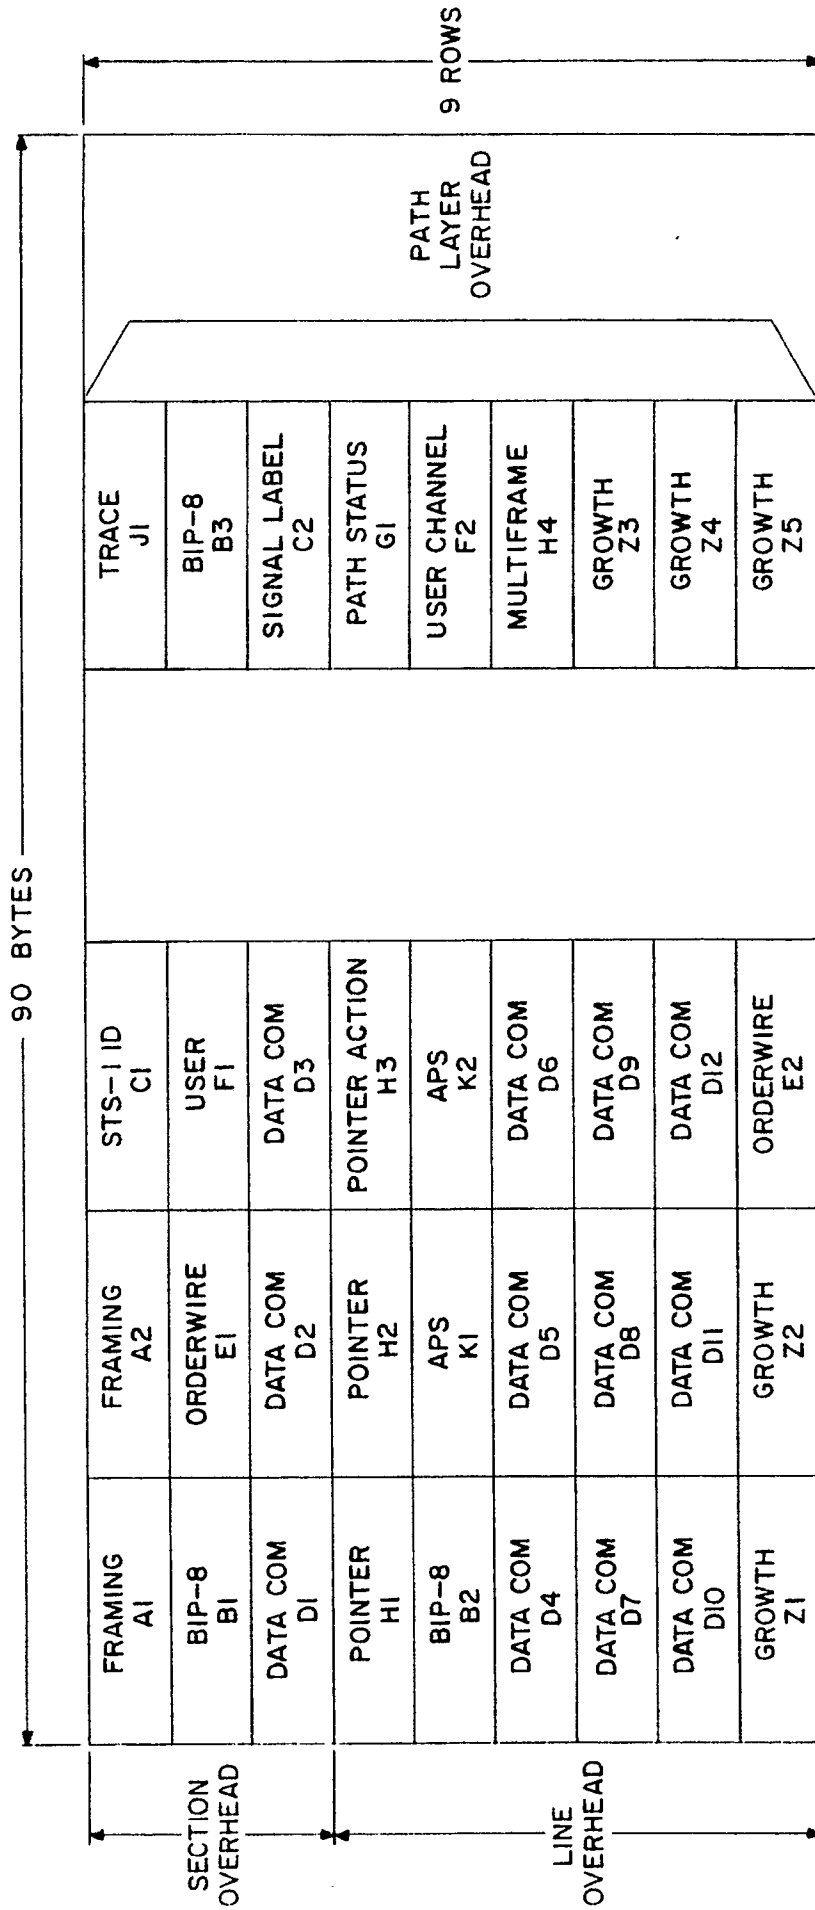 90 BYTES
9 ROWS
SECTION
OVERHEAD
LINE
OVERHEAD
FRAMING
A1
FRAMING
A2
STS-1 ID
C1
TRACE
J1
BIP-8
B1
ORDERWIRE
E1
USER
F1
BIP-8
B3
DATA COM
D1
DATA COM
D2
DATA COM
D3
SIGNAL LABEL
C2
POINTER
H1
POINTER
H2
POINTER ACTION
H3
PATH STATUS
G1
BIP-8
B2
APS
K1
APS
K2
USER CHANNEL
F2
DATA COM
D4
DATA COM
D5
DATA COM
D6
MULTIFRAME
H4
DATA COM
D7
DATA COM
D8
DATA COM
D9
GROWTH
Z3
DATA COM
D10
DATA COM
D11
DATA COM
D12
GROWTH
Z4
GROWTH
Z1
GROWTH
Z2
ORDERWIRE
E2
GROWTH
Z5
PATH
LAYER
OVERHEAD